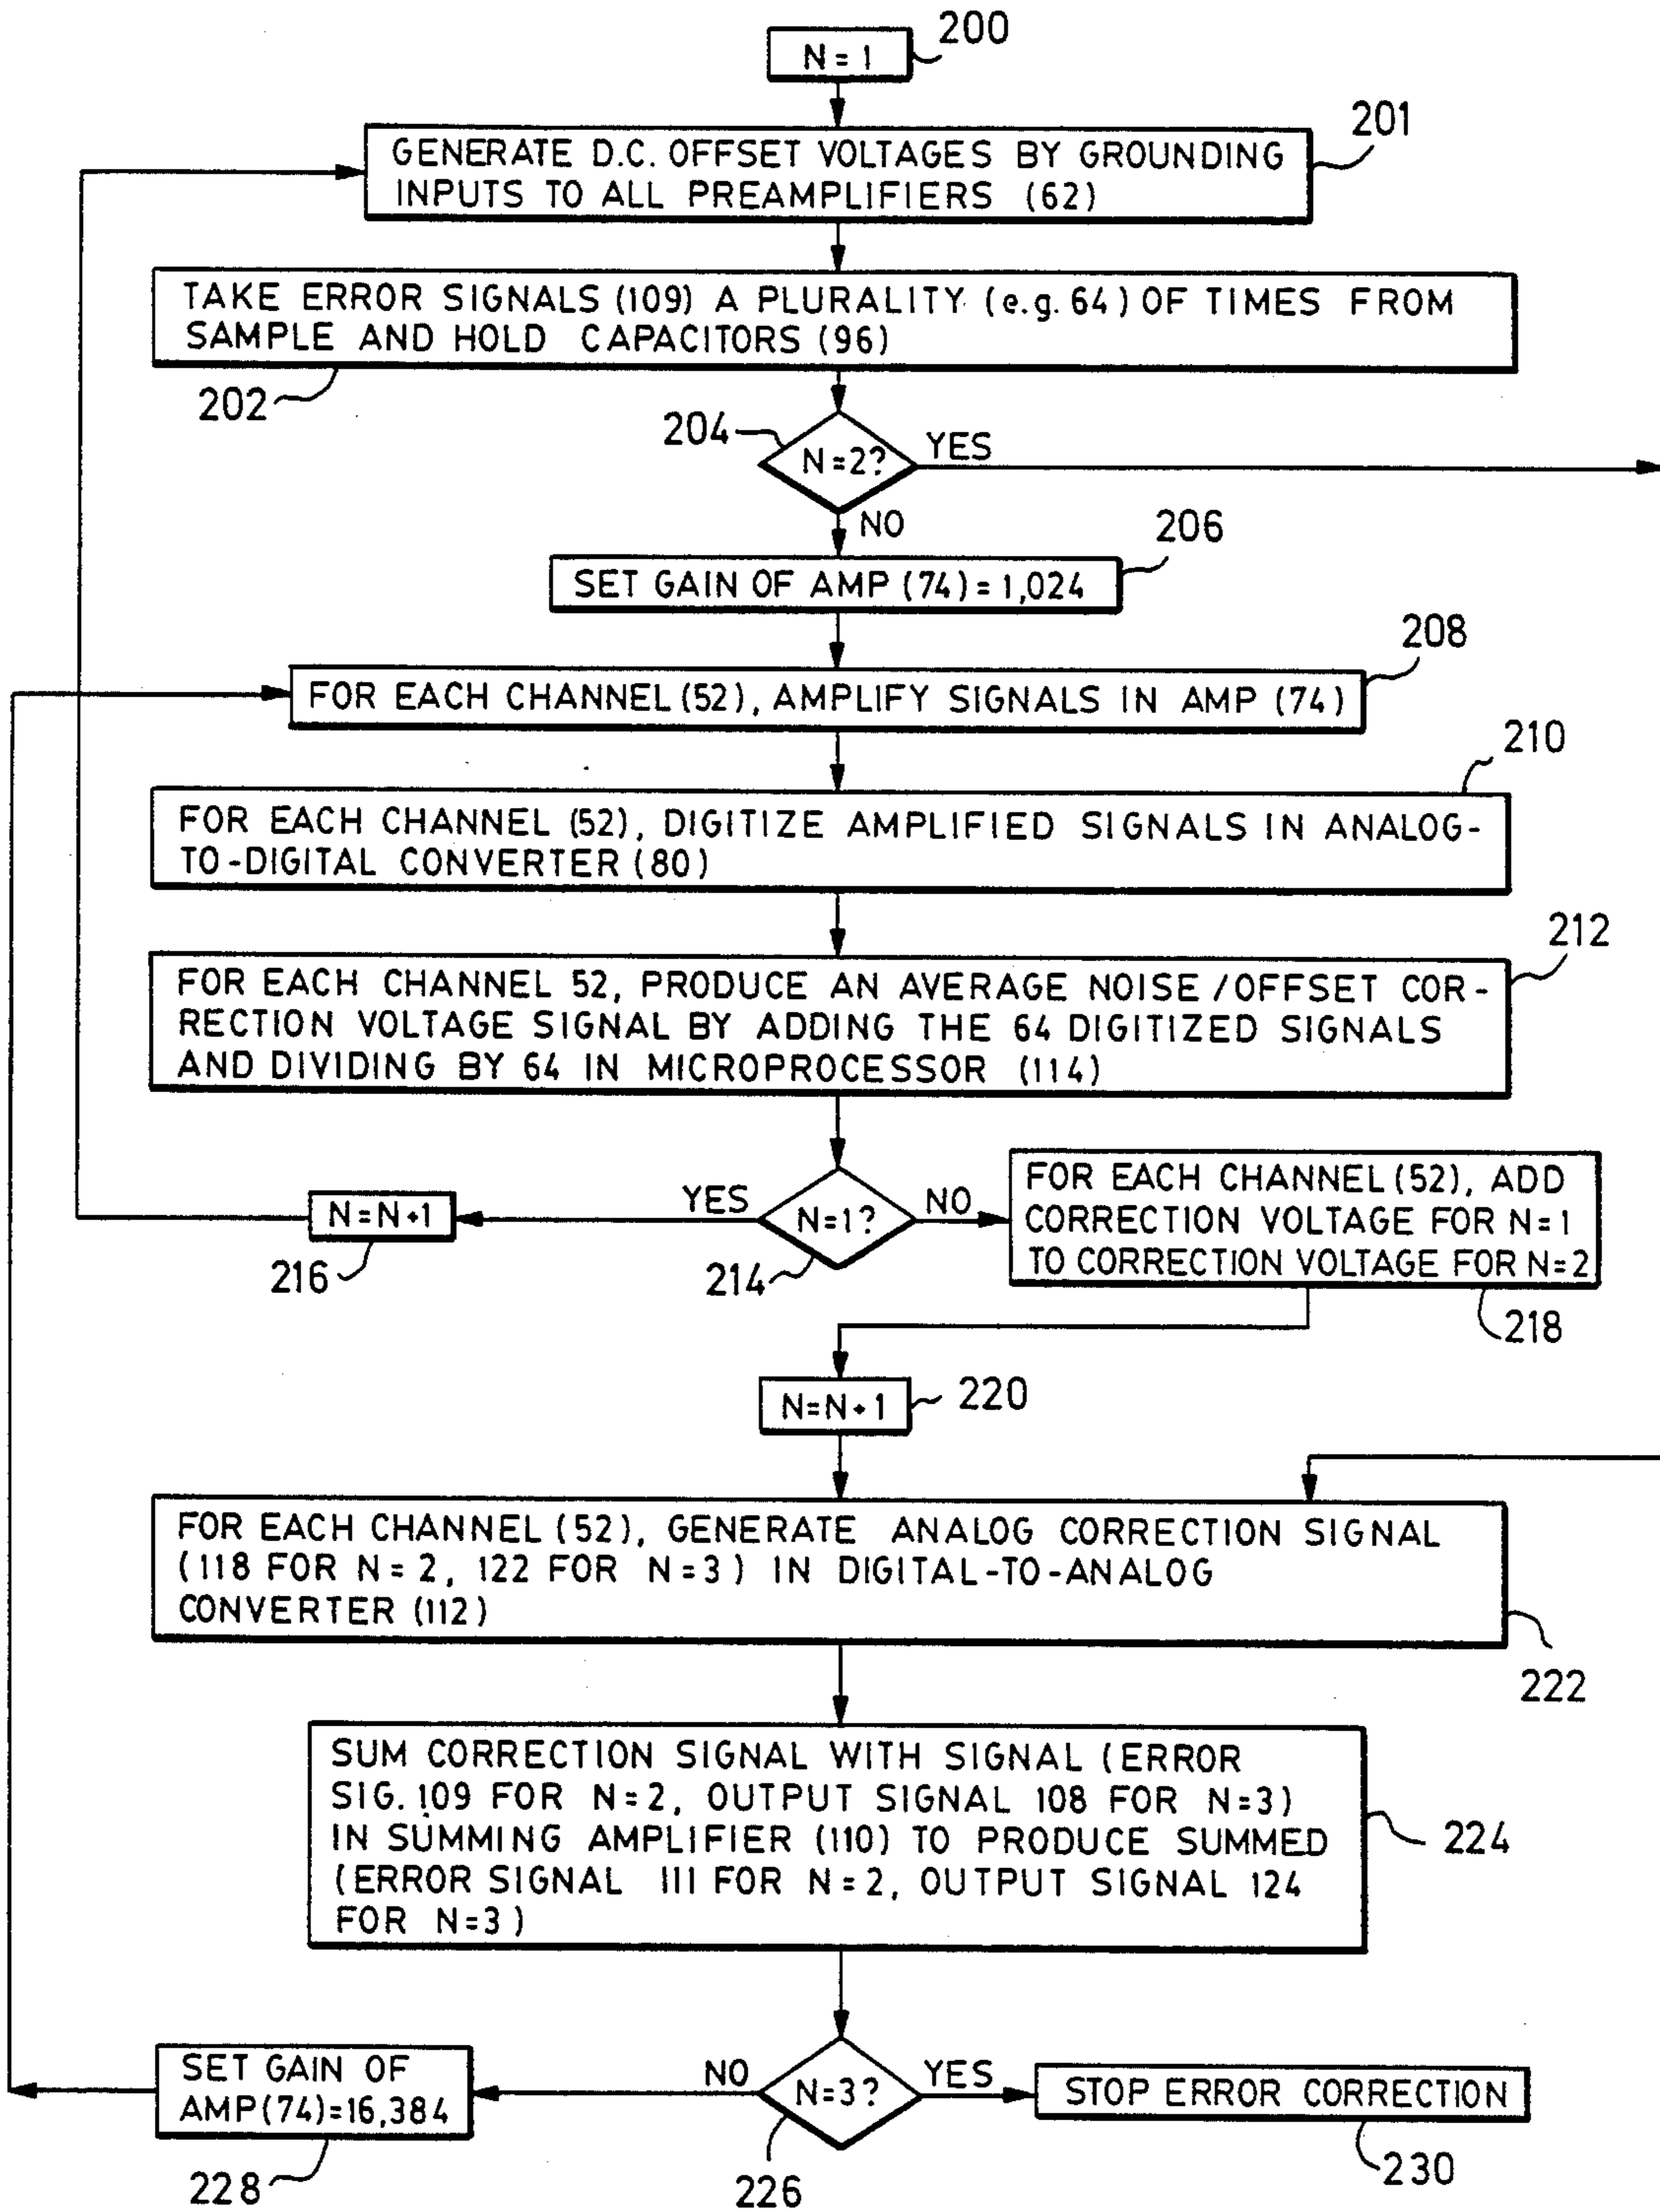 200
N = 1
201
GENERATE D.C. OFFSET VOLTAGES BY GROUNDING
INPUTS TO ALL PREAMPLIFIERS (62)
TAKE ERROR SIGNALS (109) A PLURALITY (e.g. 64) OF TIMES FROM
SAMPLE AND HOLD CAPACITORS (96)
202
204
N=2?
YES
NO
206
SET GAIN OF AMP (74) = 1,024
208
FOR EACH CHANNEL (52), AMPLIFY SIGNALS IN AMP (74)
210
FOR EACH CHANNEL (52), DIGITIZE AMPLIFIED SIGNALS IN ANALOG-
TO-DIGITAL CONVERTER (80)
212
FOR EACH CHANNEL 52, PRODUCE AN AVERAGE NOISE/OFFSET COR-
RECTION VOLTAGE SIGNAL BY ADDING THE 64 DIGITIZED SIGNALS
AND DIVIDING BY 64 IN MICROPROCESSOR (114)
N=N+1
216
YES
N=1?
NO
214
FOR EACH CHANNEL (52), ADD
CORRECTION VOLTAGE FOR N=1
TO CORRECTION VOLTAGE FOR N=2
218
N=N+1
220
FOR EACH CHANNEL (52), GENERATE ANALOG CORRECTION SIGNAL
(118 FOR N=2, 122 FOR N=3) IN DIGITAL-TO-ANALOG
CONVERTER (112)
222
SUM CORRECTION SIGNAL WITH SIGNAL (ERROR
SIG. 109 FOR N=2, OUTPUT SIGNAL 108 FOR N=3)
IN SUMMING AMPLIFIER (110) TO PRODUCE SUMMED
(ERROR SIGNAL 111 FOR N=2, OUTPUT SIGNAL 124
FOR N=3)
224
SET GAIN OF
AMP(74)=16,384
228
NO
N=3?
YES
226
STOP ERROR CORRECTION
230